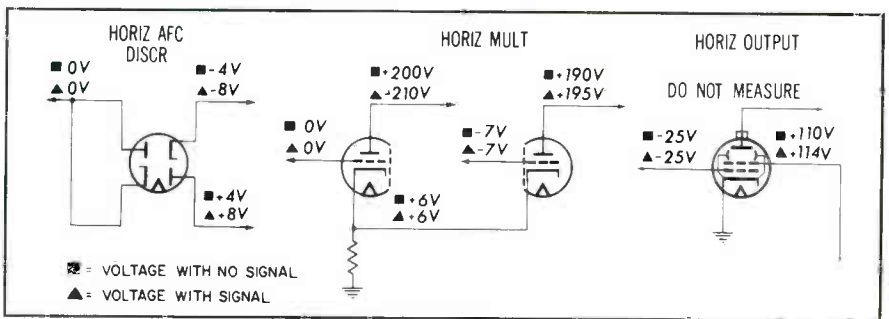 HORIZ AFC
DISCR
■ 0V
▲ 0V
■ -4V
▲ -8V
■ +4V
▲ +8V
HORIZ MULT
■ +200V
▲ +210V
■ 0V
▲ 0V
■ +6V
▲ +6V
■ -7V
▲ -7V
■ +190V
▲ +195V
HORIZ OUTPUT
DO NOT MEASURE
■ -25V
▲ -25V
■ +110V
▲ +114V
■ = VOLTAGE WITH NO SIGNAL
▲ = VOLTAGE WITH SIGNAL